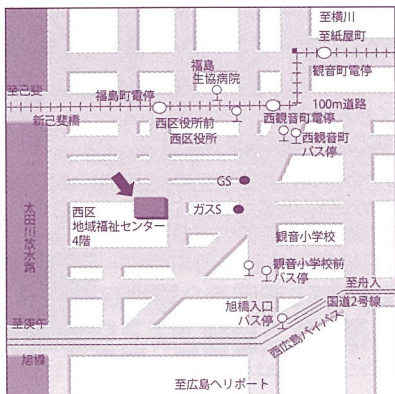 至横川
至紙屋町
福島
生協病院
観音町電停
至己斐
福島町電停
100m道路
新己斐橋
西区役所前
西区役所
西観音町電停
西観音町
バス停
GS
ガスS
西区
地域福祉センター
4階
太田川放水路
観音小学校
観音小学校前
バス停
至舟入
旭橋入口
バス停
国道2号線
至庚午
西広島バイパス
旭橋
至広島ヘリポート